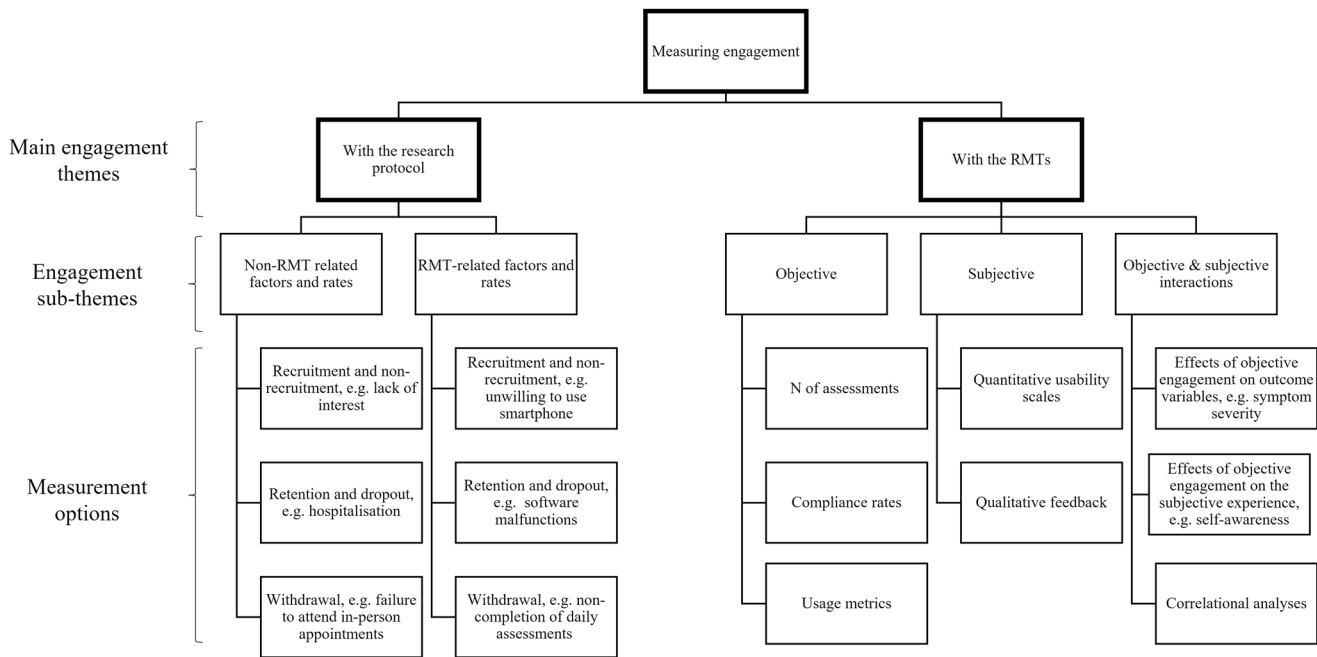 Measuring engagement
Main engagement
themes
With the research
protocol
With the RMTs
Engagement
sub-themes
Non-RMT related
factors and rates
RMT-related factors and
rates
Objective
Subjective
Objective & subjective
interactions
Measurement
options
Recruitment and non-
recruitment, e.g. lack of
interest
Recruitment and non-
recruitment, e.g.
unwilling to use
smartphone
N of assessments
Quantitative usability
scales
Effects of objective
engagement on outcome
variables, e.g. symptom
severity
Retention and dropout,
e.g. hospitalisation
Retention and dropout,
e.g. software
malfunctions
Compliance rates
Qualitative feedback
Effects of objective
engagement on the
subjective experience,
e.g. self-awareness
Withdrawal, e.g. failure
to attend in-person
appointments
Withdrawal, e.g. non-
completion of daily
assessments
Usage metrics
Correlational analyses